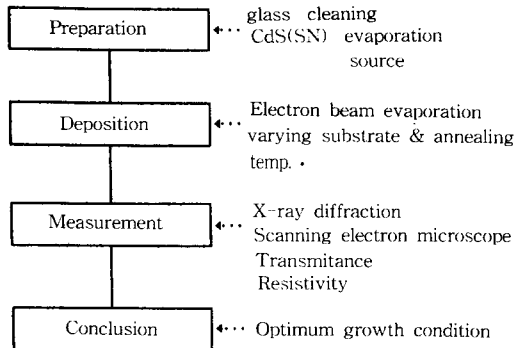 Preparation
glass cleaning
CdS(SN) evaporation
source
Deposition
Electron beam evaporation
varying substrate & annealing
temp. .
Measurement
X-ray diffraction
Scanning electron microscope
Transmitance
Resistivity
Conclusion
Optimum growth condition